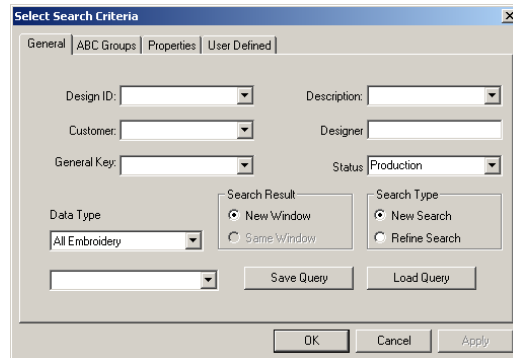 Select Search Criteria
General ABC Groups Properties User Defined
Design ID: Description:
Customer: Designer
General Key: Status Production
Search Result Search Type
Data Type New Window New Search
All Embroidery Same Window Refine Search
Save Query Load Query
OK Cancel Apply